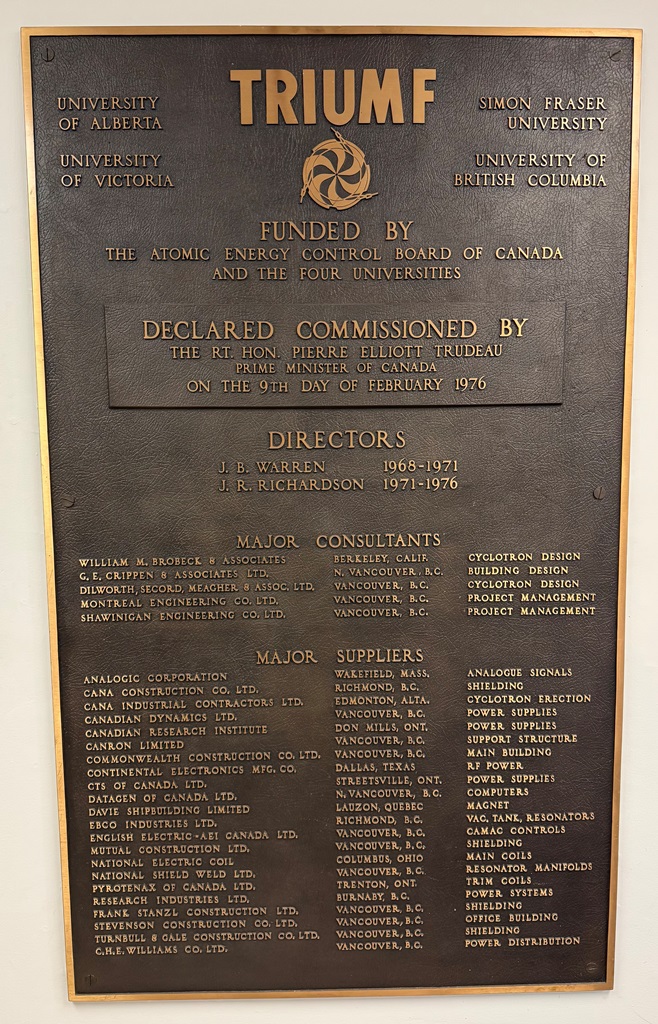 TRIUMF
UNIVERSITY OF ALBERTA
SIMON FRASER UNIVERSITY
UNIVERSITY OF VICTORIA
UNIVERSITY OF BRITISH COLUMBIA
FUNDED BY
THE ATOMIC ENERGY CONTROL BOARD OF CANADA
AND THE FOUR UNIVERSITIES
DECLARED COMMISSIONED BY
THE RT. HON. PIERRE ELLIOTT TRUDEAU
PRIME MINISTER OF CANADA
ON THE 9TH DAY OF FEBRUARY 1976
DIRECTORS
J. B. WARREN 1968-1971
J. R. RICHARDSON 1971-1976
MAJOR CONSULTANTS
WILLIAM M. BROBECK & ASSOCIATES BERKELEY, CALIF. CYCLOTRON DESIGN
G. E. CRIPPEN & ASSOCIATES LTD. N. VANCOUVER, B.C. BUILDING DESIGN
DILWORTH, SECORD, MEAGHER & ASSOC. LTD. VANCOUVER, B.C. CYCLOTRON DESIGN
MONTREAL ENGINEERING CO. LTD. VANCOUVER, B.C. PROJECT MANAGEMENT
SHAWINIGAN ENGINEERING CO. LTD. VANCOUVER, B.C. PROJECT MANAGEMENT
MAJOR SUPPLIERS
ANALOGIC CORPORATION WAKEFIELD, MASS. ANALOGUE SIGNALS
CANA CONSTRUCTION CO. LTD. RICHMOND, B.C. SHIELDING
CANA INDUSTRIAL CONTRACTORS LTD. EDMONTON, ALTA. CYCLOTRON ERECTION
CANADIAN DYNAMICS LTD. VANCOUVER, B.C. POWER SUPPLIES
CANADIAN RESEARCH INSTITUTE DON MILLS, ONT. POWER SUPPLIES
CANRON LIMITED VANCOUVER, B.C. SUPPORT STRUCTURE
COMMONWEALTH CONSTRUCTION CO. LTD. VANCOUVER, B.C. MAIN BUILDING
CONTINENTAL ELECTRONICS MFG. CO. DALLAS, TEXAS RF POWER
CTS OF CANADA LTD. STREETSVILLE, ONT. POWER SUPPLIES
DATAGEN OF CANADA LTD. N. VANCOUVER, B.C. COMPUTERS
DAVIE SHIPBUILDING LIMITED LAUZON, QUEBEC MAGNET
EBCO INDUSTRIES LTD. RICHMOND, B.C. VAC. TANK, RESONATORS
ENGLISH ELECTRIC-AEI CANADA LTD. VANCOUVER, B.C. CAMAC CONTROLS
MUTUAL CONSTRUCTION LTD. VANCOUVER, B.C. SHIELDING
NATIONAL ELECTRIC COIL COLUMBUS, OHIO MAIN COILS
NATIONAL SHIELD WELD LTD. VANCOUVER, B.C. RESONATOR MANIFOLDS
PYROTENAX OF CANADA LTD. TRENTON, ONT. TRIM COILS
RESEARCH INDUSTRIES LTD. BURNABY, B.C. POWER SYSTEMS
FRANK STANZL CONSTRUCTION LTD. VANCOUVER, B.C. SHIELDING
STEVENSON CONSTRUCTION CO. LTD. VANCOUVER, B.C. OFFICE BUILDING
TURNBULL & GALE CONSTRUCTION CO. LTD. VANCOUVER, B.C. SHIELDING
C.H.E. WILLIAMS CO. LTD. VANCOUVER, B.C. POWER DISTRIBUTION